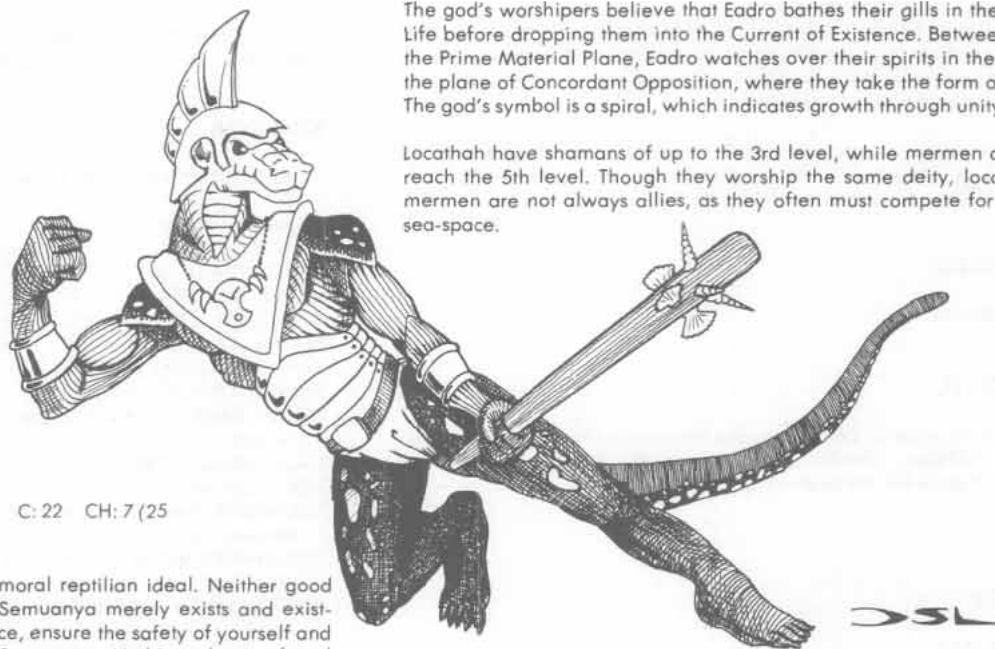 The god's worshipers believe that Eadro bathes their gills in the
Life before dropping them into the Current of Existence. Betwee
the Prime Material Plane, Eadro watches over their spirits in the
the plane of Concordant Opposition, where they take the form o
The god's symbol is a spiral, which indicates growth through unity
Locathah have shamans of up to the 3rd level, while mermen c
reach the 5th level. Though they worship the same deity, loca
mermen are not always allies, as they often must compete for
sea-space.
C: 22 CH: 7 (25
moral reptilian ideal. Neither good
Semuanya merely exists and exist-
ce, ensure the safety of yourself and
DSL